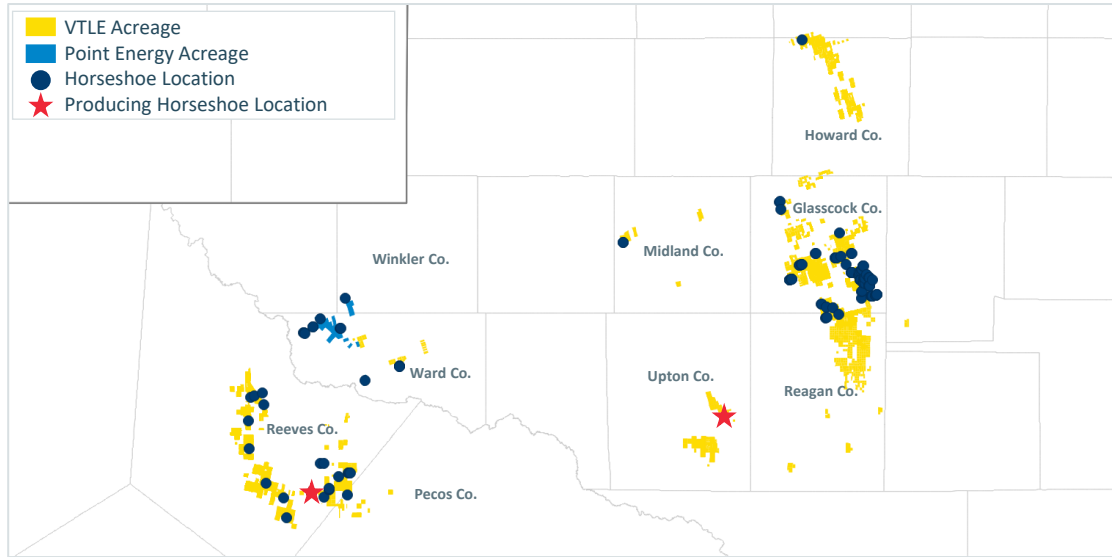 VTLE Acreage
Point Energy Acreage
Horseshoe Location
Producing Horseshoe Location
Howard Co.
Glasscock Co.
Midland Co.
Winkler Co.
Ward Co.
Upton Co.
Reagan Co.
Reeves Co.
Pecos Co.